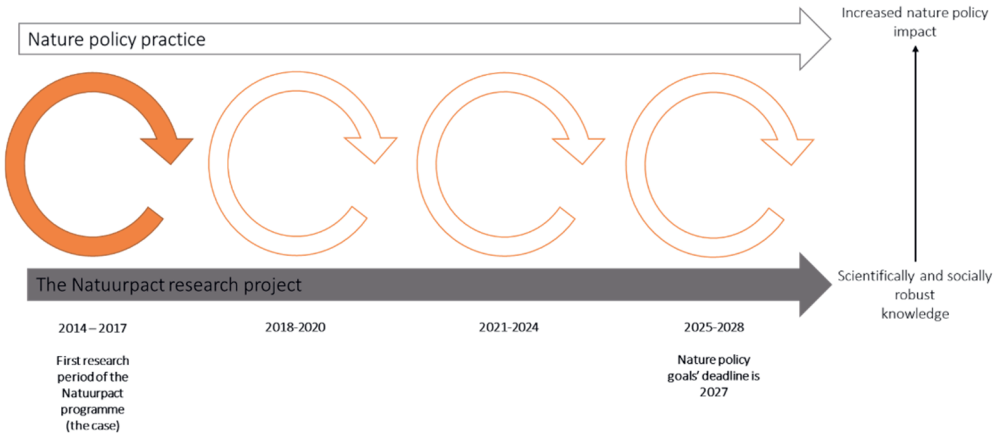 Increased nature policy
impact
Nature policy practice
The Natuurpact research project
Scientifically and socially
robust
knowledge
2014 – 2017
2018-2020
2021-2024
2025-2028
First research
period of the
Natuurpact
programme
(the case)
Nature policy
goals' deadline is
2027